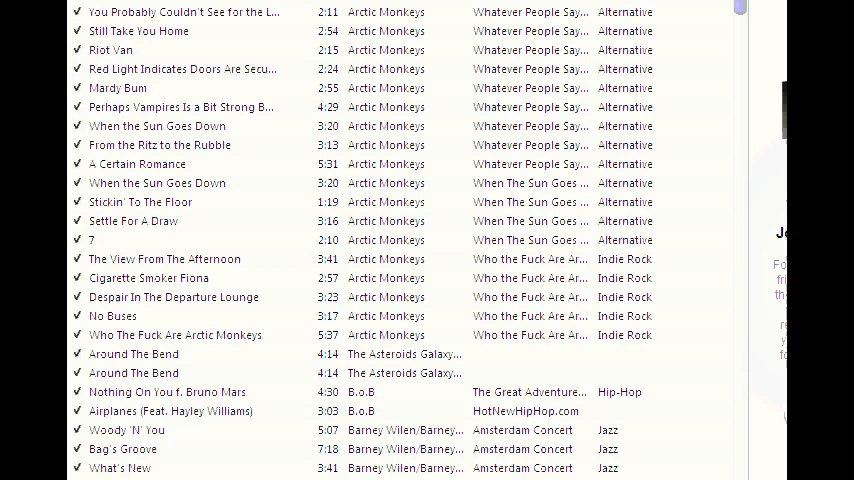 ✔ You Probably Couldn't See for the L... 2:11 Arctic Monkeys Whatever People Say... Alternative
✔ Still Take You Home 2:54 Arctic Monkeys Whatever People Say... Alternative
✔ Riot Van 2:15 Arctic Monkeys Whatever People Say... Alternative
✔ Red Light Indicates Doors Are Secu... 2:24 Arctic Monkeys Whatever People Say... Alternative
✔ Mardy Bum 2:55 Arctic Monkeys Whatever People Say... Alternative
✔ Perhaps Vampires Is a Bit Strong B... 4:29 Arctic Monkeys Whatever People Say... Alternative
✔ When the Sun Goes Down 3:20 Arctic Monkeys Whatever People Say... Alternative
✔ From the Ritz to the Rubble 3:13 Arctic Monkeys Whatever People Say... Alternative
✔ A Certain Romance 5:31 Arctic Monkeys Whatever People Say... Alternative
✔ When the Sun Goes Down 3:20 Arctic Monkeys When The Sun Goes ... Alternative
✔ Stickin' To The Floor 1:19 Arctic Monkeys When The Sun Goes ... Alternative
✔ Settle For A Draw 3:16 Arctic Monkeys When The Sun Goes ... Alternative
✔ 7 2:10 Arctic Monkeys When The Sun Goes ... Alternative
✔ The View From The Afternoon 3:41 Arctic Monkeys Who the Fuck Are Ar... Indie Rock
✔ Cigarette Smoker Fiona 2:57 Arctic Monkeys Who the Fuck Are Ar... Indie Rock
✔ Despair In The Departure Lounge 3:23 Arctic Monkeys Who the Fuck Are Ar... Indie Rock
✔ No Buses 3:17 Arctic Monkeys Who the Fuck Are Ar... Indie Rock
✔ Who The Fuck Are Arctic Monkeys 5:37 Arctic Monkeys Who the Fuck Are Ar... Indie Rock
✔ Around The Bend 4:14 The Asteroids Galaxy...
✔ Around The Bend 4:14 The Asteroids Galaxy...
✔ Nothing On You f. Bruno Mars 4:30 B.o.B The Great Adventure... Hip-Hop
✔ Airplanes (Feat. Hayley Williams) 3:03 B.o.B HotNewHipHop.com
✔ Woody 'N' You 5:07 Barney Wilen/Barney... Amsterdam Concert Jazz
✔ Bag's Groove 7:18 Barney Wilen/Barney... Amsterdam Concert Jazz
✔ What's New 3:41 Barney Wilen/Barney... Amsterdam Concert Jazz